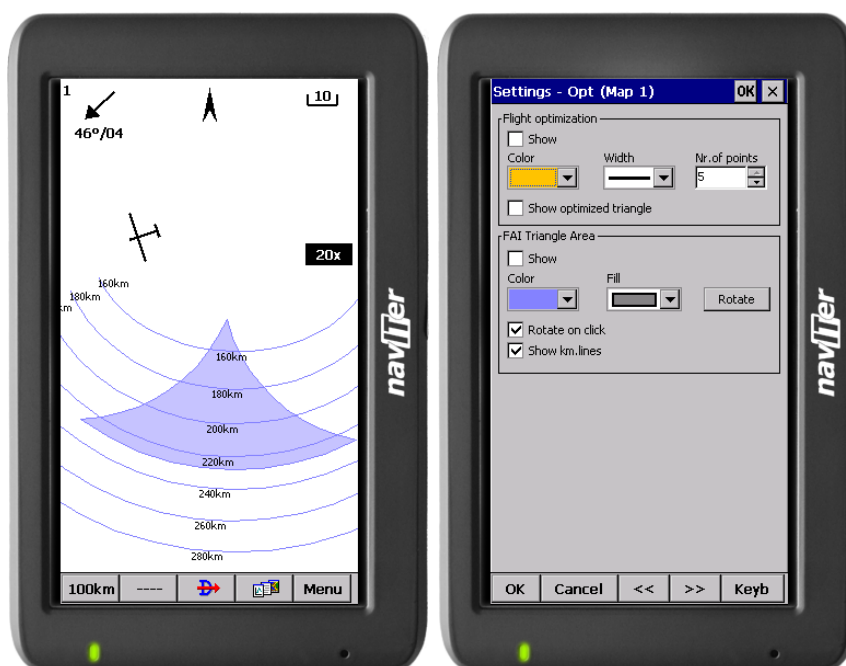 1
10
46º/04
20x
160km
180km
km
160km
180km
200km
220km
240km
260km
280km
100km
----
Menu
naviter
Settings - Opt (Map 1)
OK
Flight optimization
Show
Color
Width
Nr.of points
5
Show optimized triangle
FAI Triangle Area
Show
Color
Fill
Rotate
Rotate on click
Show km.lines
OK
Cancel
<<
>>
Keyb
naviter